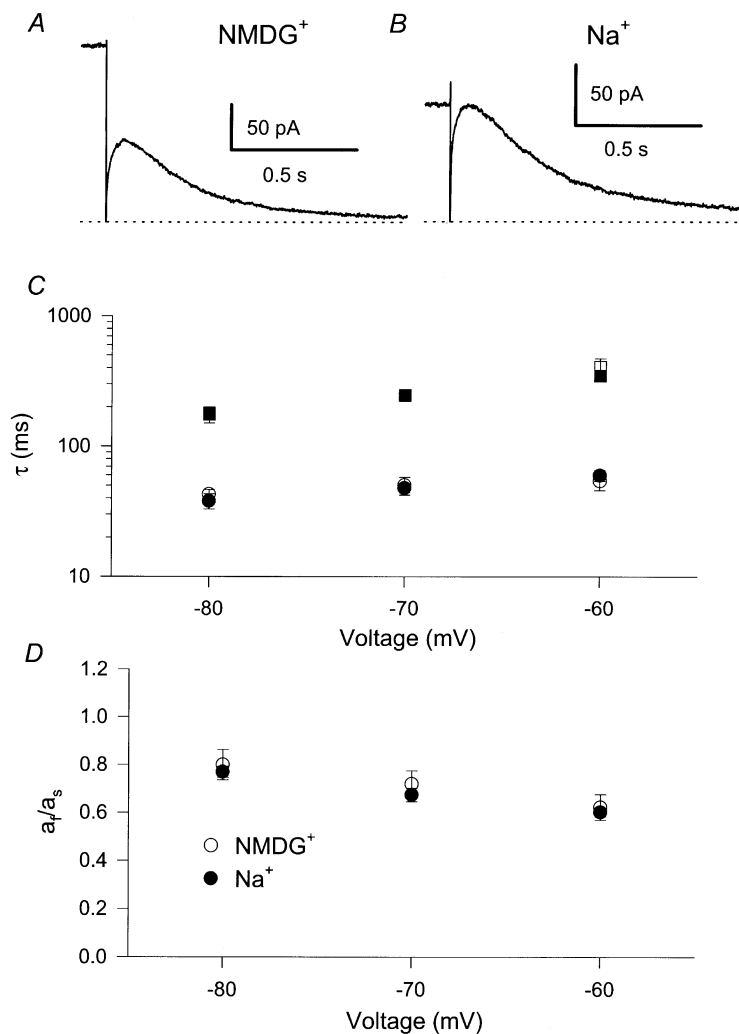 A
NMDG⁺
50 pA
0.5 s
B
Na⁺
50 pA
0.5 s
C
1000
100
10
τ (ms)
-80
-70
-60
Voltage (mV)
D
1.2
1.0
0.8
0.6
0.4
0.2
0.0
a_f/a_s
NMDG⁺
Na⁺
-80
-70
-60
Voltage (mV)